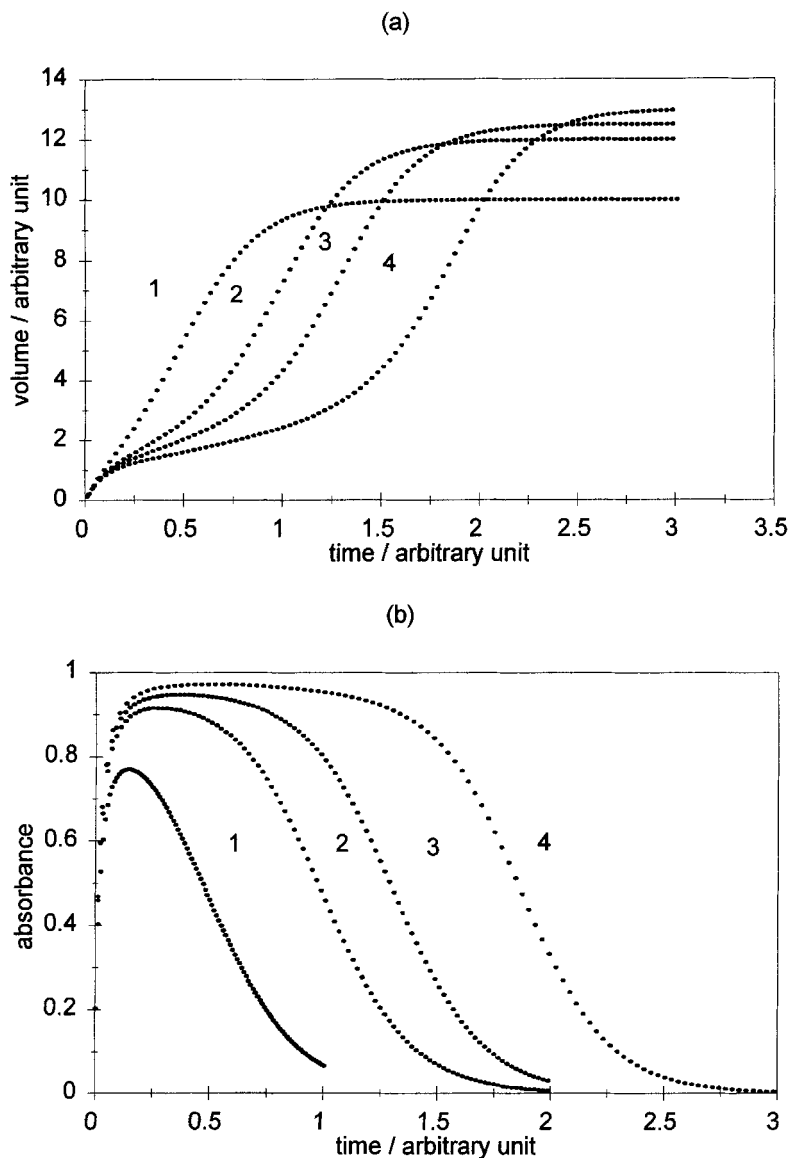 (a)
14
12
10
8
6
4
2
0
volume / arbitrary unit
1
2
3
4
0 0.5 1 1.5 2 2.5 3 3.5
time / arbitrary unit
(b)
1
0.8
0.6
0.4
0.2
0
absorbance
1 2 3 4
0 0.5 1 1.5 2 2.5 3
time / arbitrary unit